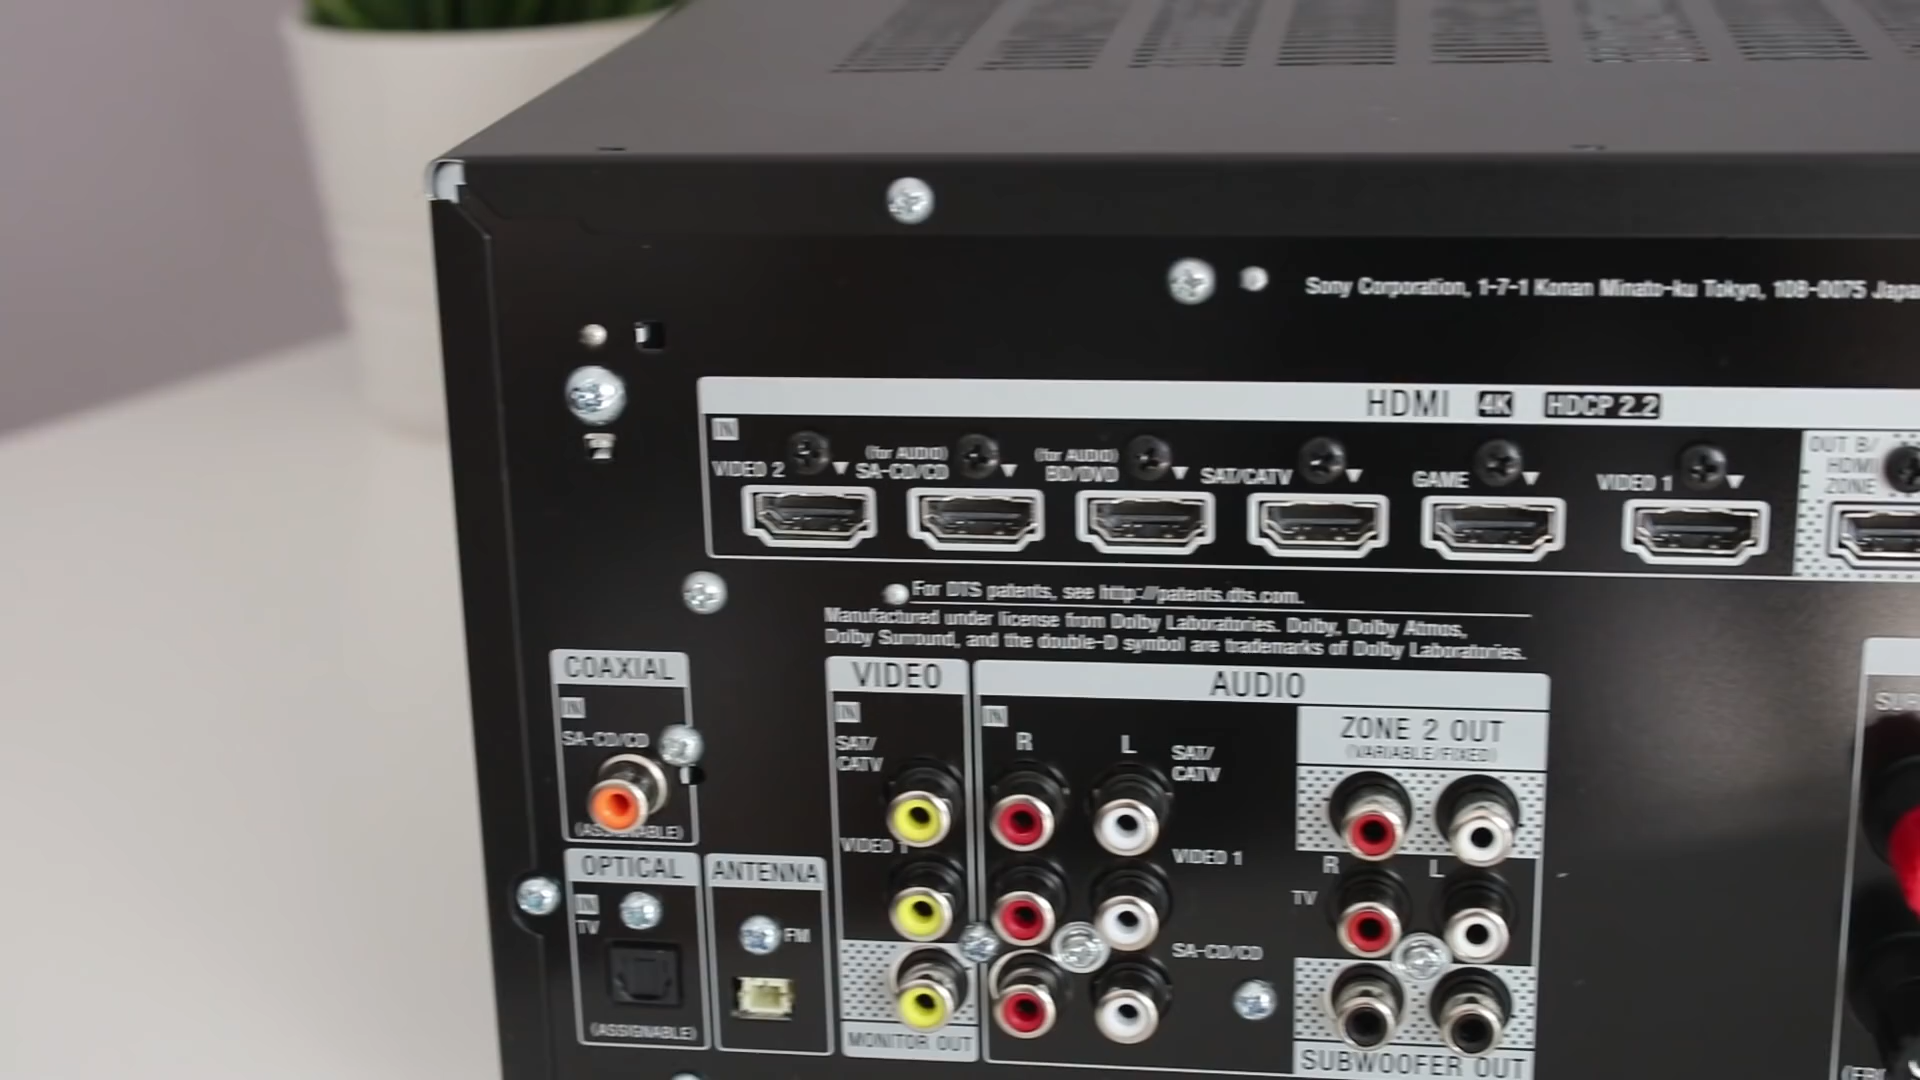 Sony Corporation, 1-7-1 Konan Minato-ku Tokyo, 108-0075 Japa
HDMI 4K HDCP 2.2
IN
VIDEO 2
(for AUDIO)
SA-CD/CD
(for AUDIO)
BD/DVD
SAT/CATV
GAME
VIDEO 1
OUT B/
HDMI
ZONE
For DTS patents, see http://patents.dts.com.
Manufactured under license from Dolby Laboratories. Dolby, Dolby Atmos,
Dolby Surround, and the double-D symbol are trademarks of Dolby Laboratories.
COAXIAL
IN
SA-CD/CD
(ASSIGNABLE)
OPTICAL
IN
TV
(ASSIGNABLE)
ANTENNA
FM
VIDEO
IN
SAT/
CATV
VIDEO 1
MONITOR OUT
AUDIO
IN
R L
SAT/
CATV
VIDEO 1
SA-CD/CD
ZONE 2 OUT
(VARIABLE/FIXED)
R L
TV
SUBWOOFER OUT
SUR